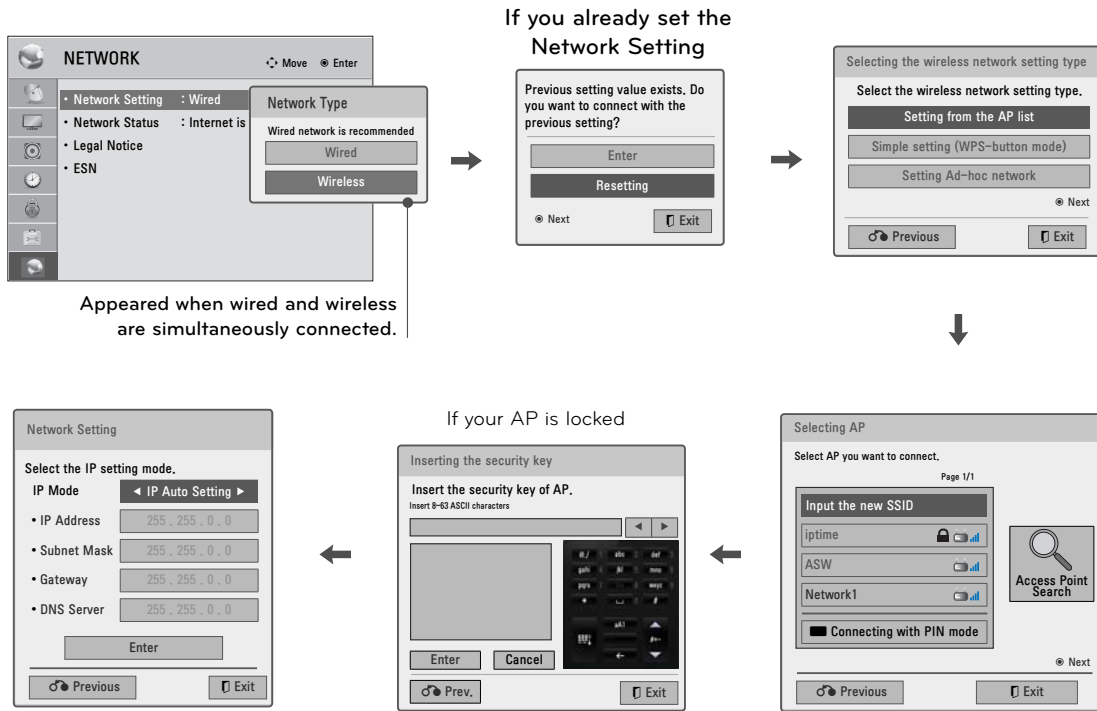 NETWORK
Move
Enter
• Network Setting : Wired
• Network Status : Internet is
• Legal Notice
• ESN
Network Type
Wired network is recommended
Wired
Wireless
Appeared when wired and wireless
are simultaneously connected.
If you already set the
Network Setting
Previous setting value exists. Do
you want to connect with the
previous setting?
Enter
Resetting
Next
Exit
Selecting the wireless network setting type
Select the wireless network setting type.
Setting from the AP list
Simple setting (WPS-button mode)
Setting Ad-hoc network
Next
Previous
Exit
Selecting AP
Select AP you want to connect.
Page 1/1
Input the new SSID
iptime
ASW
Network1
Connecting with PIN mode
Access Point
Search
Next
Previous
Exit
If your AP is locked
Inserting the security key
Insert the security key of AP.
Insert 8-63 ASCII characters
abc
def
ghi
jkl
mno
pqrs
wxyz
Enter
Cancel
Prev.
Exit
Network Setting
Select the IP setting mode.
IP Mode ◄ IP Auto Setting ►
• IP Address 255 . 255 . 0 . 0
• Subnet Mask 255 . 255 . 0 . 0
• Gateway 255 . 255 . 0 . 0
• DNS Server 255 . 255 . 0 . 0
Enter
Previous
Exit